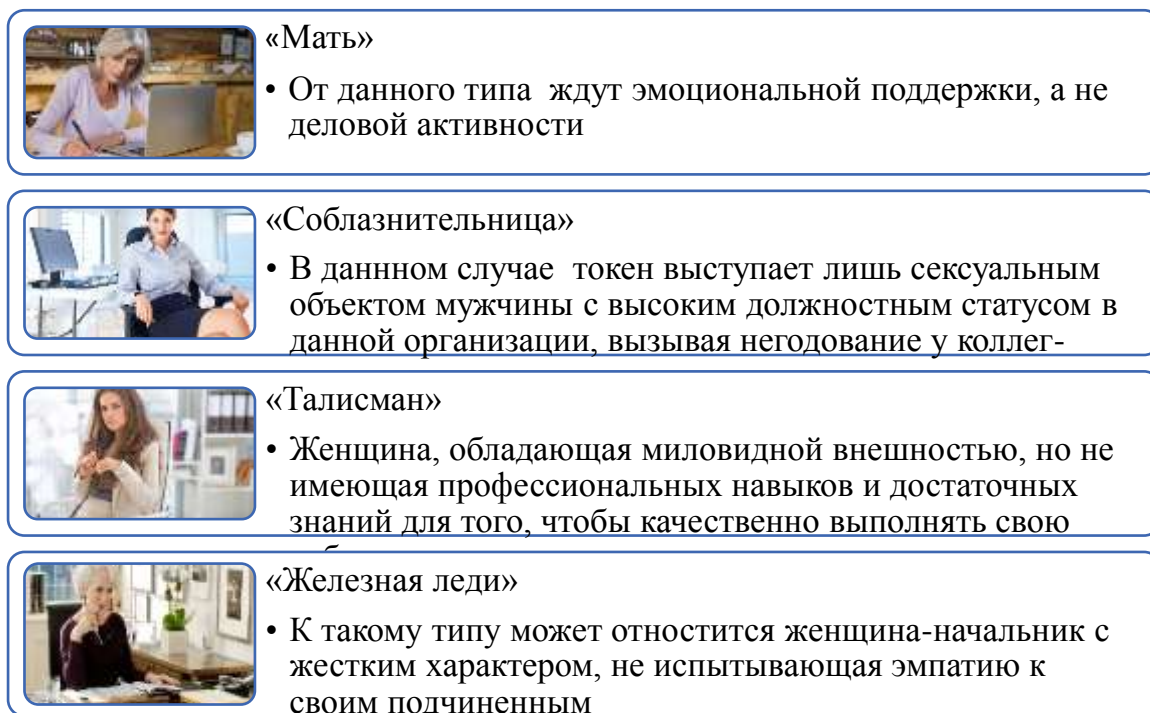 «Мать»
• От данного типа ждут эмоциональной поддержки, а не
деловой активности
«Соблазнительница»
• В даннном случае токен выступает лишь сексуальным
объектом мужчины с высоким должностным статусом в
данной организации, вызывая негодование у коллег-
«Талисман»
• Женщина, обладающая миловидной внешностью, но не
имеющая профессиональных навыков и достаточных
знаний для того, чтобы качественно выполнять свою
«Железная леди»
• К такому типу может отностится женщина-начальник с
жестким характером, не испытывающая эмпатию к
своим подчиненным